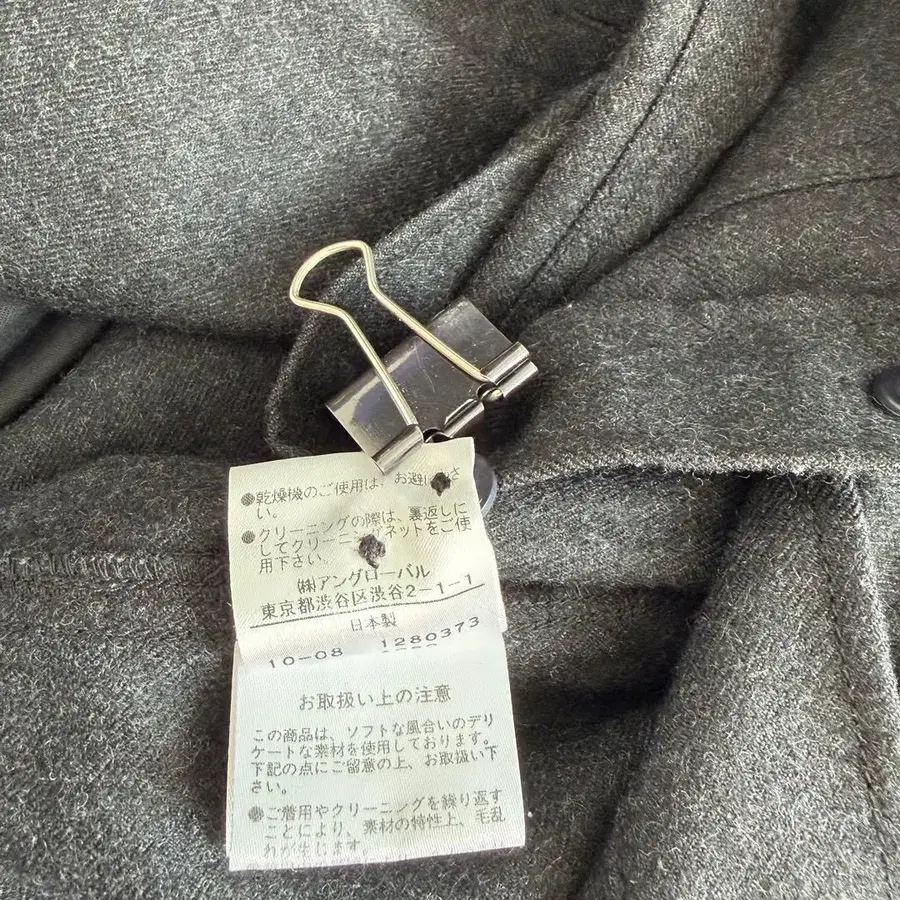 ●乾燥機のご使用は、お避け さ
い。
●クリーニングの際は、裏返しに
してクリーニングネットをご使
用下さい。
㈱アングローバル
東京都渋谷区渋谷2-1-1
日本製
10-08 1280373
お取扱い上の注意
この商品は、ソフトな風合いのデリ
ケートな素材を使用しております。
下記の点にご留意の上、お取扱い下
さい。
●ご着用やクリーニングを繰り返す
ことにより、素材の特性上、毛乱
れが生じます。